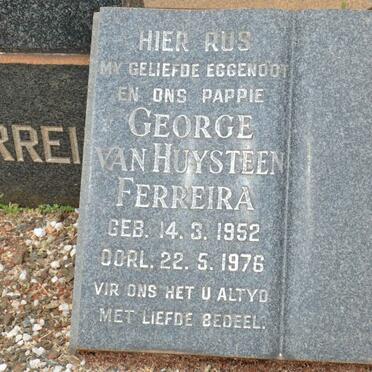 HIER RUS
MY GELIEFDE EGGENOOT
EN ONS PAPPIE
GEORGE
VAN HUYSTEEN
FERREIRA
GEB. 14. 3. 1952
OORL. 22. 5. 1976
VIR ONS HET U ALTYD
MET LIEFDE BEDEEL.
RREI